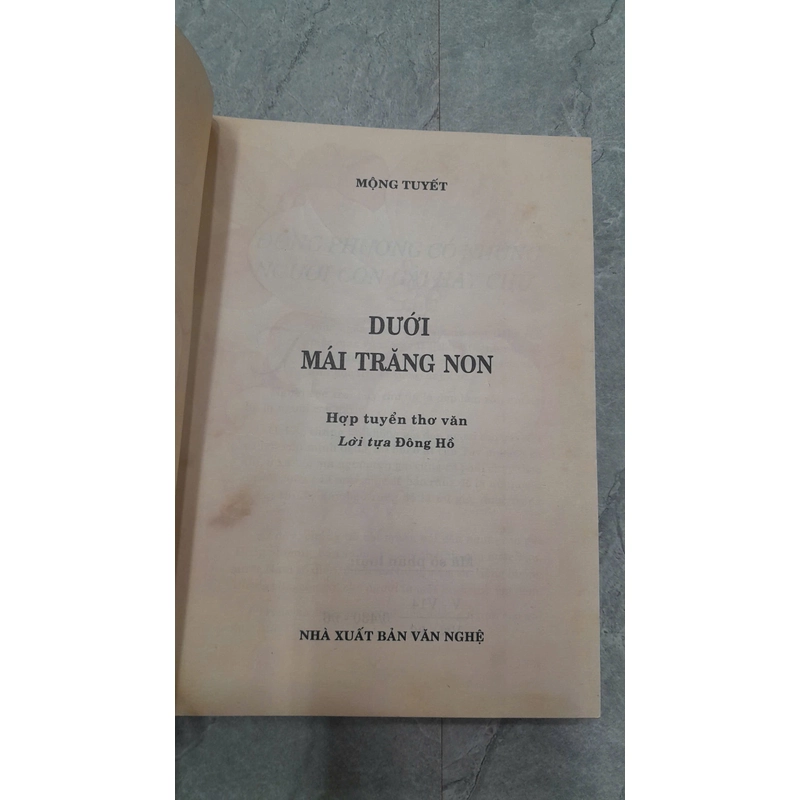 MỘNG TUYẾT
DƯỚI
MÁI TRĂNG NON
Hợp tuyển thơ văn
Lời tựa Đông Hồ
NHÀ XUẤT BẢN VĂN NGHỆ